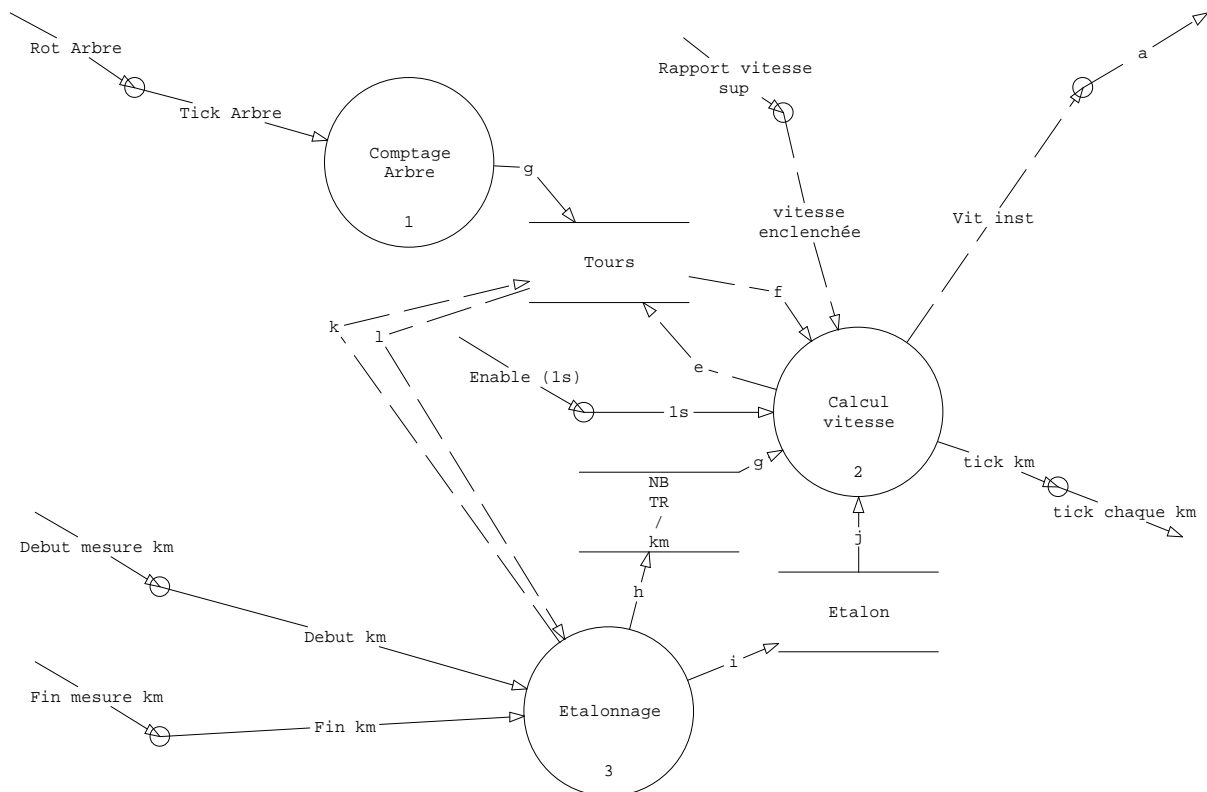 Rot Arbre
a
Rapport vitesse
sup
Tick Arbre
Comptage
Arbre
1
g
vitesse
enclenchée
Vit inst
Tours
f
k
l
e
Enable (1s)
1s
Calcul
vitesse
2
g
tick km
tick chaque km
NB
TR
/
km
j
Debut mesure km
h
Etalon
Debut km
i
Fin mesure km
Fin km
Etalonnage
3